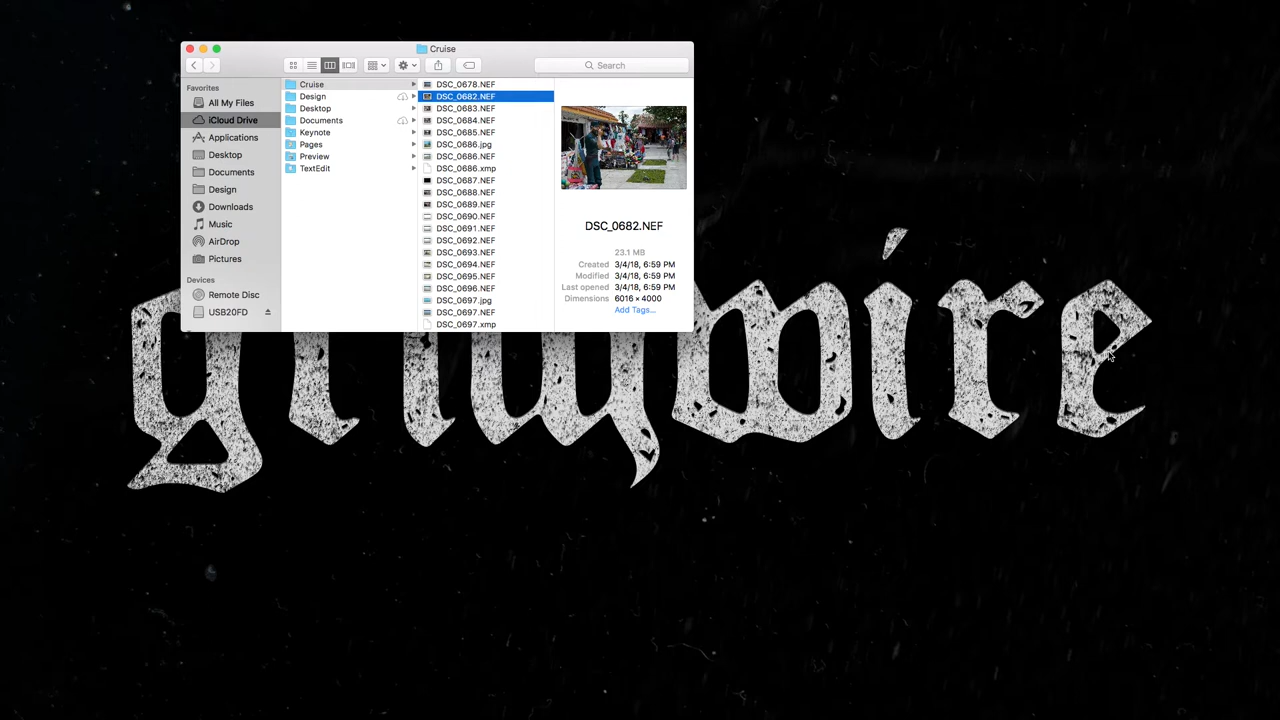 Cruise
Search
Favorites
All My Files
iCloud Drive
Applications
Desktop
Documents
Design
Downloads
Music
AirDrop
Pictures
Devices
Remote Disc
USB20FD
Cruise
Design
Desktop
Documents
Keynote
Pages
Preview
TextEdit
DSC_0678.NEF
DSC_0682.NEF
DSC_0683.NEF
DSC_0684.NEF
DSC_0685.NEF
DSC_0686.jpg
DSC_0686.NEF
DSC_0686.xmp
DSC_0687.NEF
DSC_0688.NEF
DSC_0689.NEF
DSC_0690.NEF
DSC_0691.NEF
DSC_0692.NEF
DSC_0693.NEF
DSC_0694.NEF
DSC_0695.NEF
DSC_0696.NEF
DSC_0697.jpg
DSC_0697.NEF
DSC_0697.xmp
DSC_0682.NEF
23.1 MB
Created 3/4/18, 6:59 PM
Modified 3/4/18, 6:59 PM
Last opened 3/4/18, 6:59 PM
Dimensions 6016 × 4000
Add Tags...